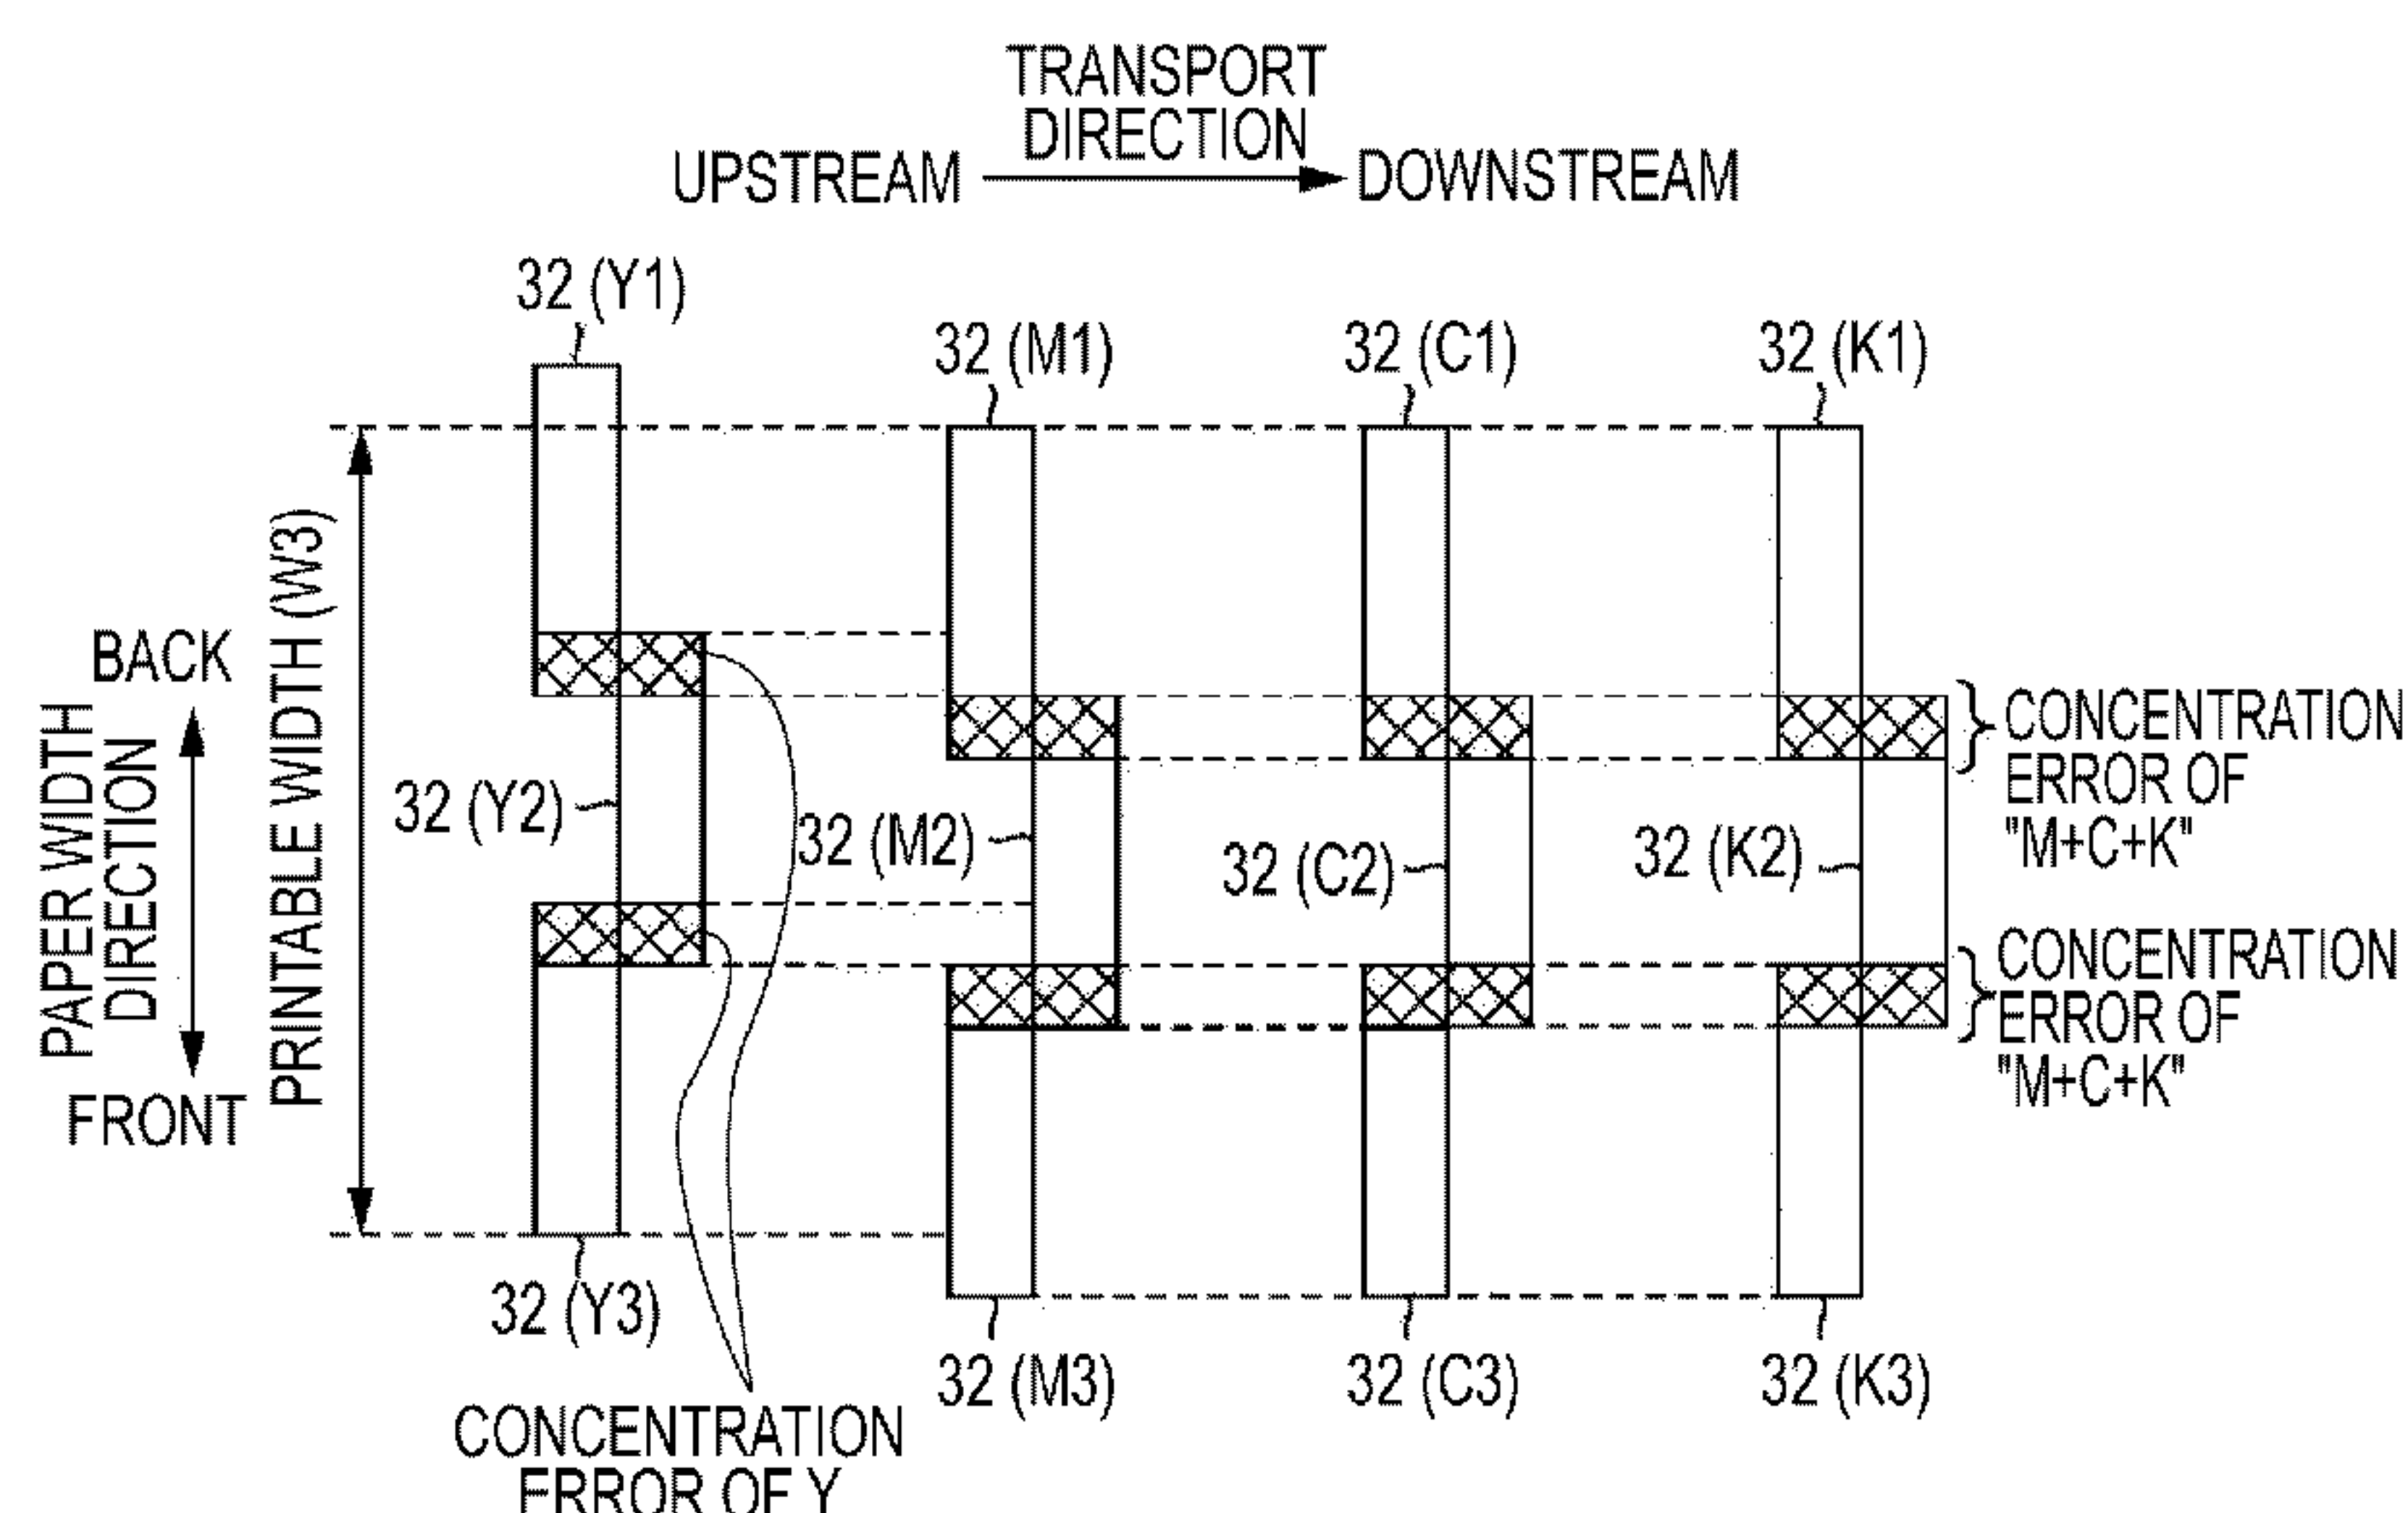 TRANSPORT
DIRECTION
UPSTREAM
DOWNSTREAM
32 (Y1)
32 (M1)
32 (C1)
32 (K1)
PRINTABLE WIDTH (W3)
BACK
PAPER WIDTH
DIRECTION
FRONT
32 (Y2)
32 (M2)
32 (C2)
32 (K2)
CONCENTRATION
ERROR OF
"M+C+K"
CONCENTRATION
ERROR OF
"M+C+K"
32 (Y3)
32 (M3)
32 (C3)
32 (K3)
CONCENTRATION
ERROR OF Y